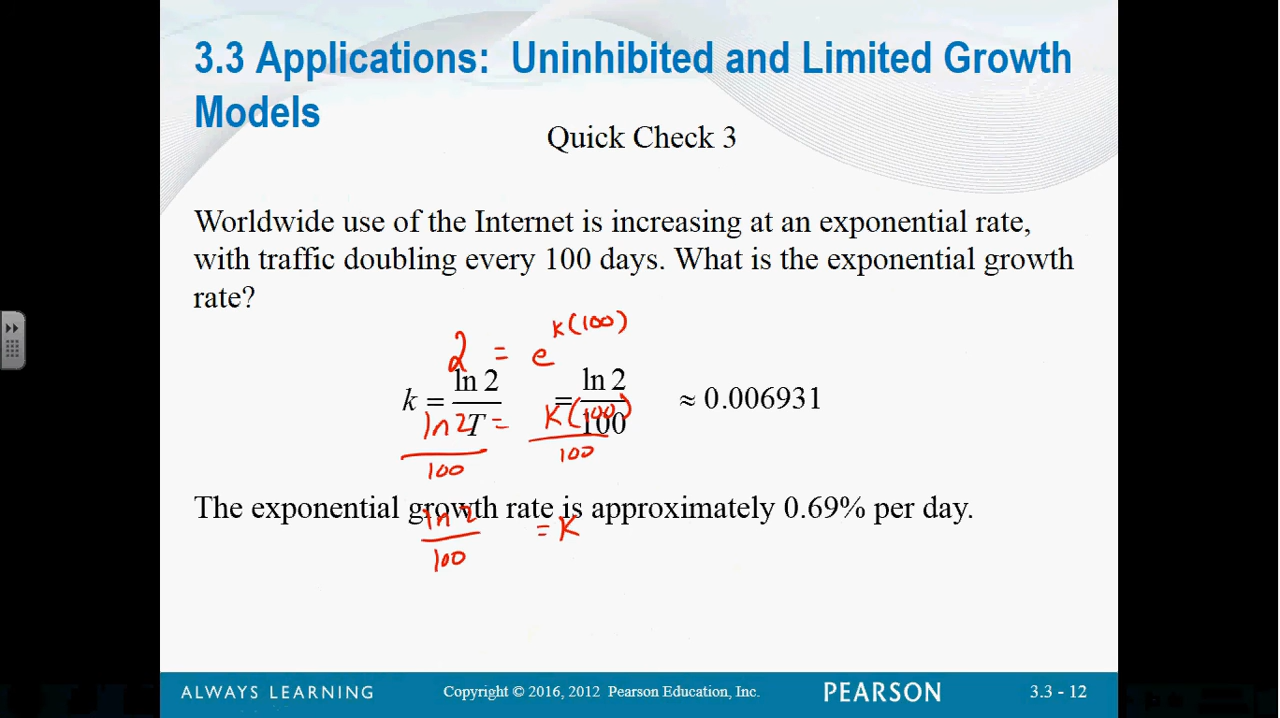 3.3 Applications: Uninhibited and Limited Growth
Models
Quick Check 3
Worldwide use of the Internet is increasing at an exponential rate,
with traffic doubling every 100 days. What is the exponential growth
rate?
2 = e^K(100)
k = ln 2 / T = ln 2 / 100 ≈ 0.006931
ln 2 / 100 = K(100) / 100
The exponential growth rate is approximately 0.69% per day.
ln 2 / 100 = K
ALWAYS LEARNING
Copyright © 2016, 2012 Pearson Education, Inc.
PEARSON
3.3 - 12